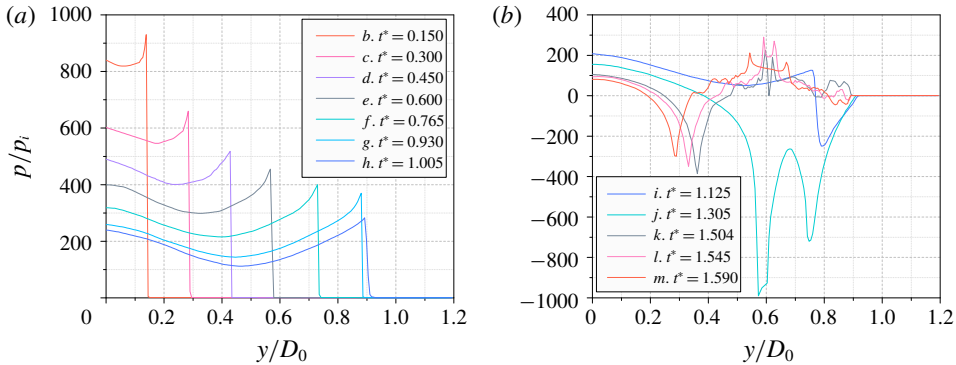 (a)
1000
800
600
400
200
p/p_i
0
0.2
0.4
0.6
0.8
1.0
1.2
y/D_0
b. t* = 0.150
c. t* = 0.300
d. t* = 0.450
e. t* = 0.600
f. t* = 0.765
g. t* = 0.930
h. t* = 1.005
(b)
400
200
0
−200
−400
−600
−800
−1000
0
0.2
0.4
0.6
0.8
1.0
1.2
y/D_0
i. t* = 1.125
j. t* = 1.305
k. t* = 1.504
l. t* = 1.545
m. t* = 1.590